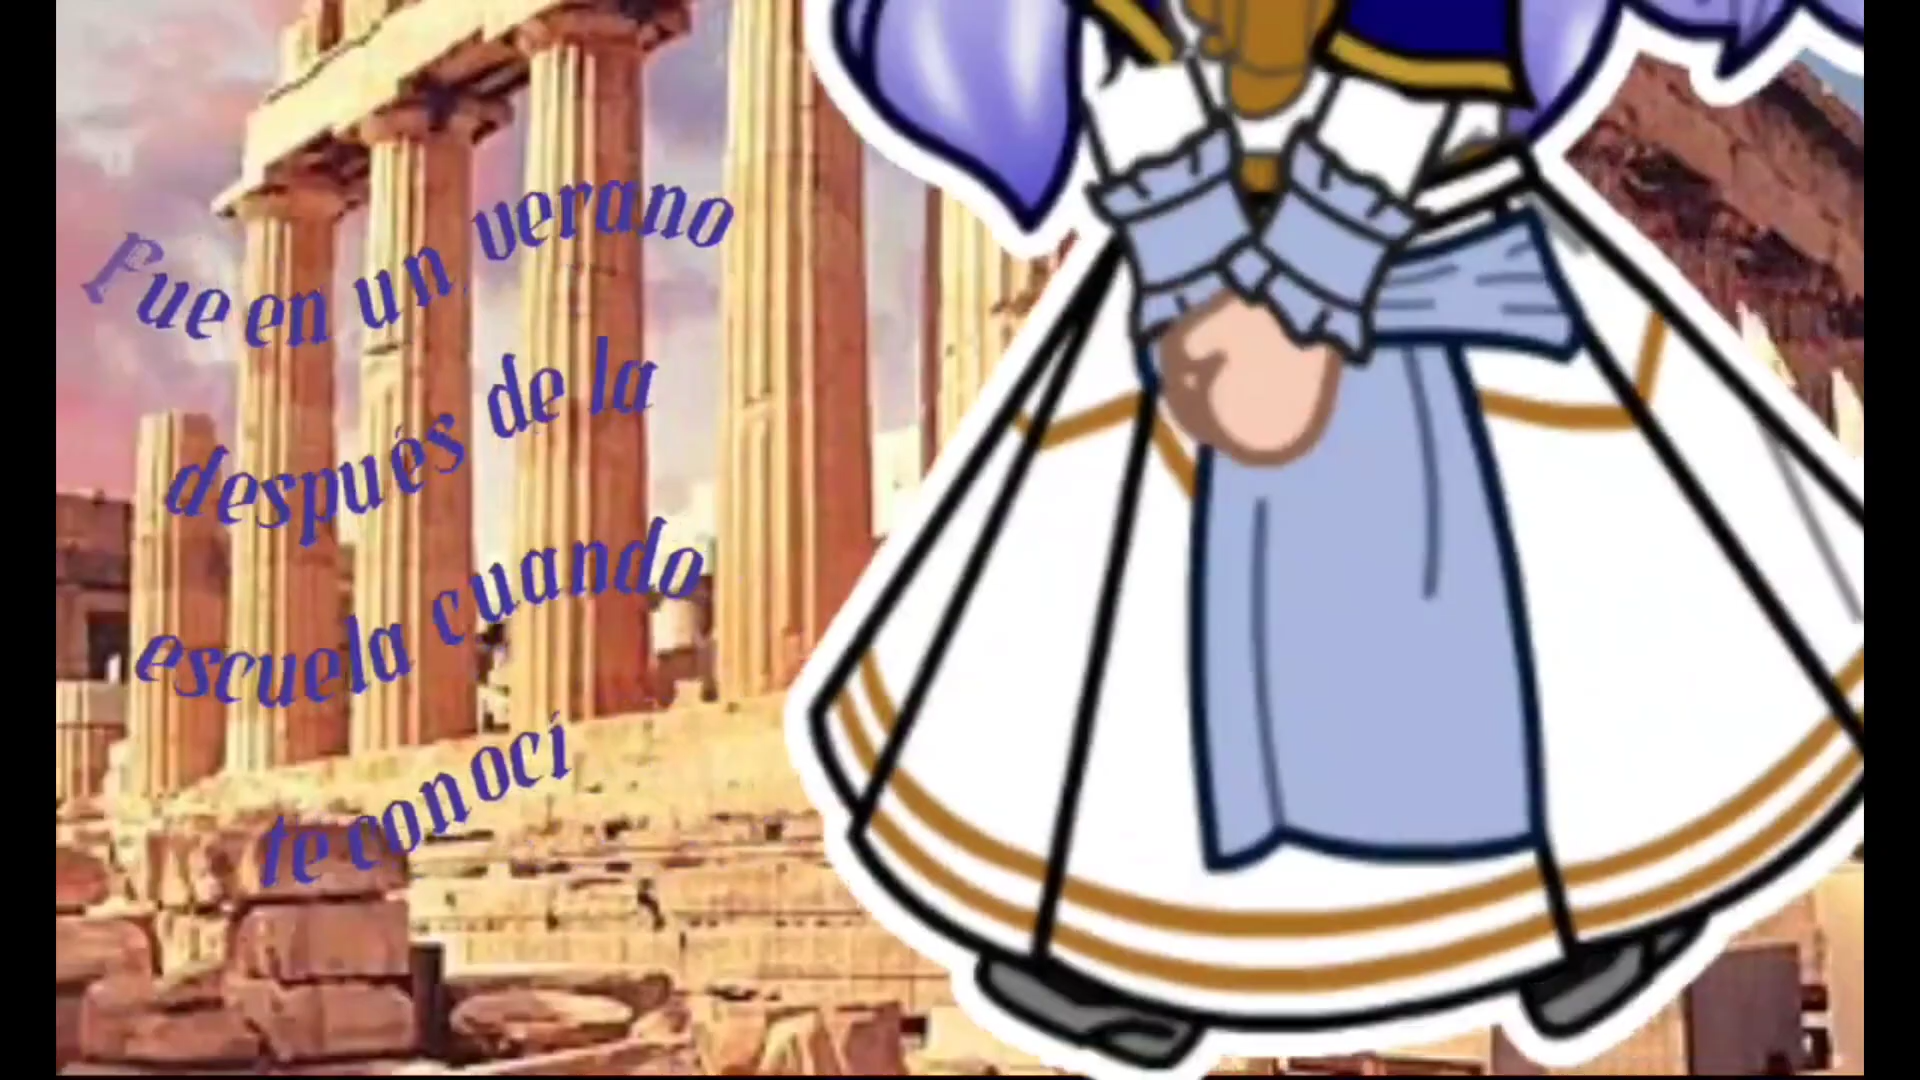 Fue en un verano
después de la
escuela cuando
te conocí